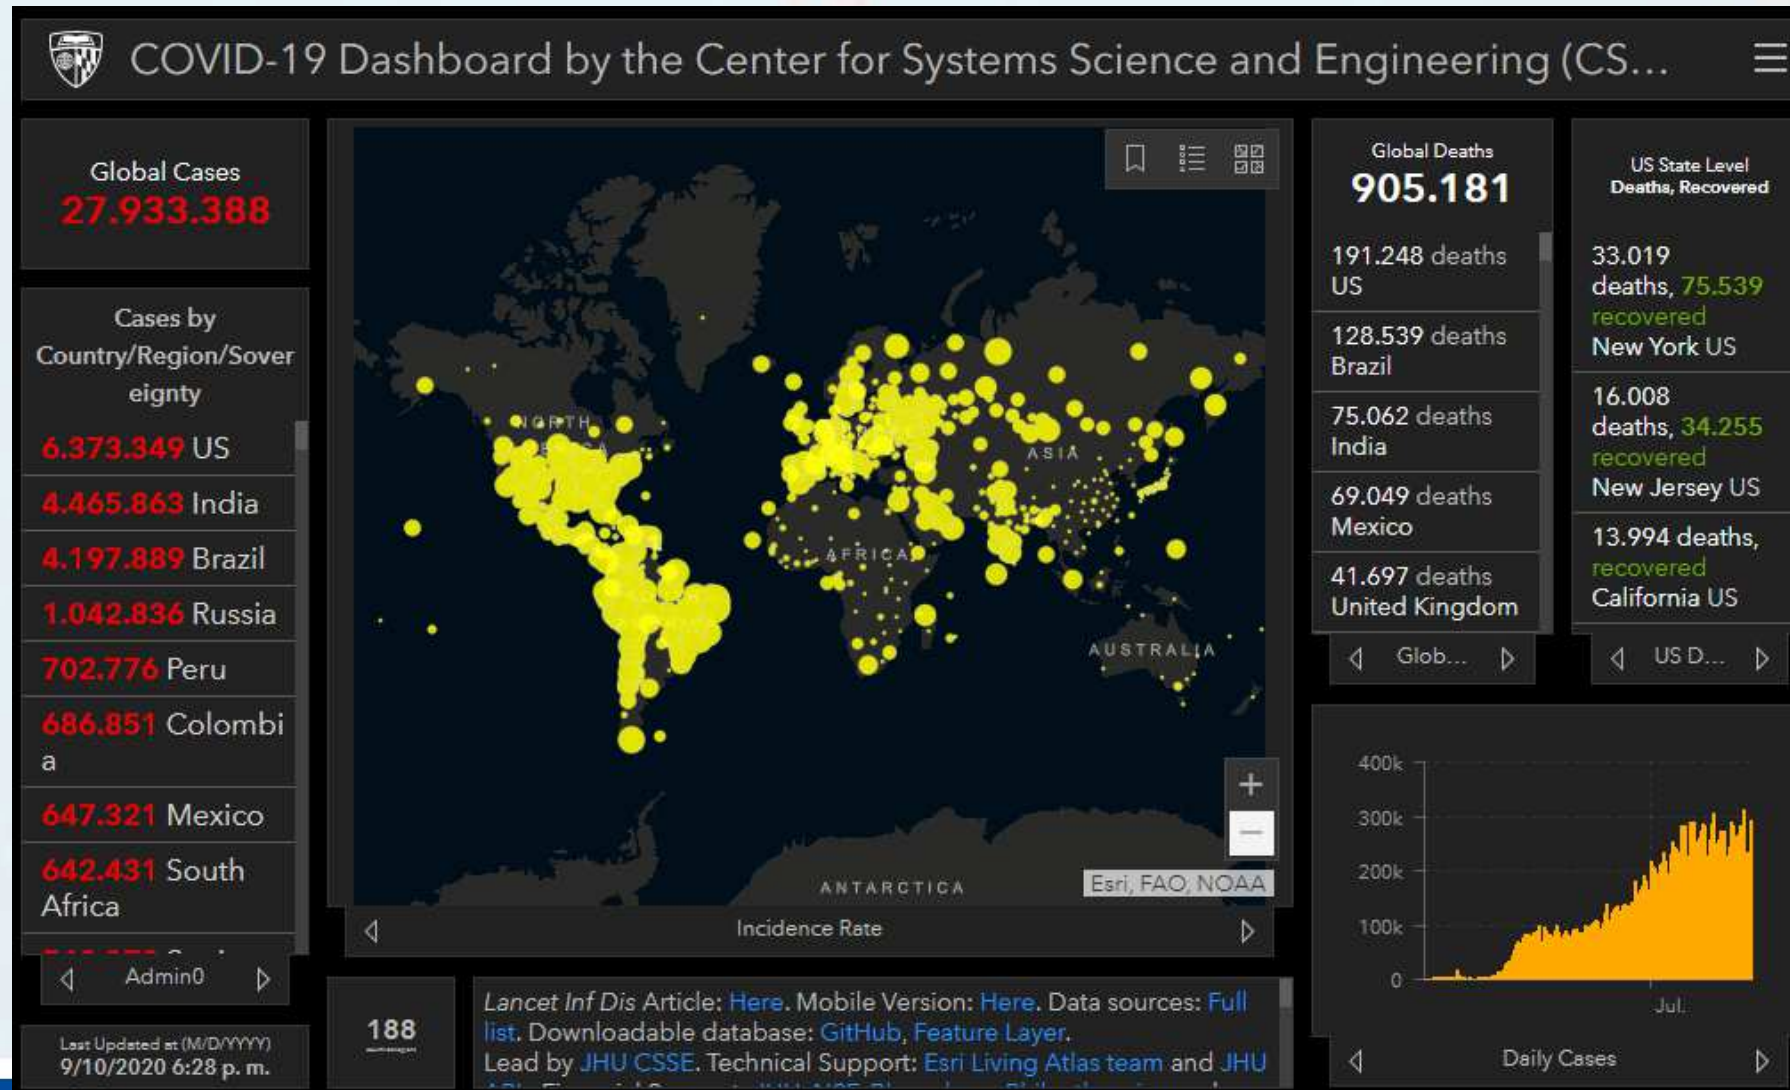 COVID-19 Dashboard by the Center for Systems Science and Engineering (CS...
Global Cases
27.933.388
Cases by
Country/Region/Sover
eignty
6.373.349 US
4.465.863 India
4.197.889 Brazil
1.042.836 Russia
702.776 Peru
686.851 Colombi
a
647.321 Mexico
642.431 South
Africa
Admin0
Last Updated at (M/D/YYYY)
9/10/2020 6:28 p. m.
NORTH
ASIA
AFRICA
AUSTRALIA
ANTARCTICA
Esri, FAO, NOAA
Incidence Rate
188
Lancet Inf Dis Article: Here. Mobile Version: Here. Data sources: Full
list. Downloadable database: GitHub, Feature Layer.
Lead by JHU CSSE. Technical Support: Esri Living Atlas team and JHU
Global Deaths
905.181
191.248 deaths
US
128.539 deaths
Brazil
75.062 deaths
India
69.049 deaths
Mexico
41.697 deaths
United Kingdom
Glob...
US State Level
Deaths, Recovered
33.019
deaths, 75.539
recovered
New York US
16.008
deaths, 34.255
recovered
New Jersey US
13.994 deaths,
recovered
California US
US D...
400k
300k
200k
100k
0
Jul.
Daily Cases